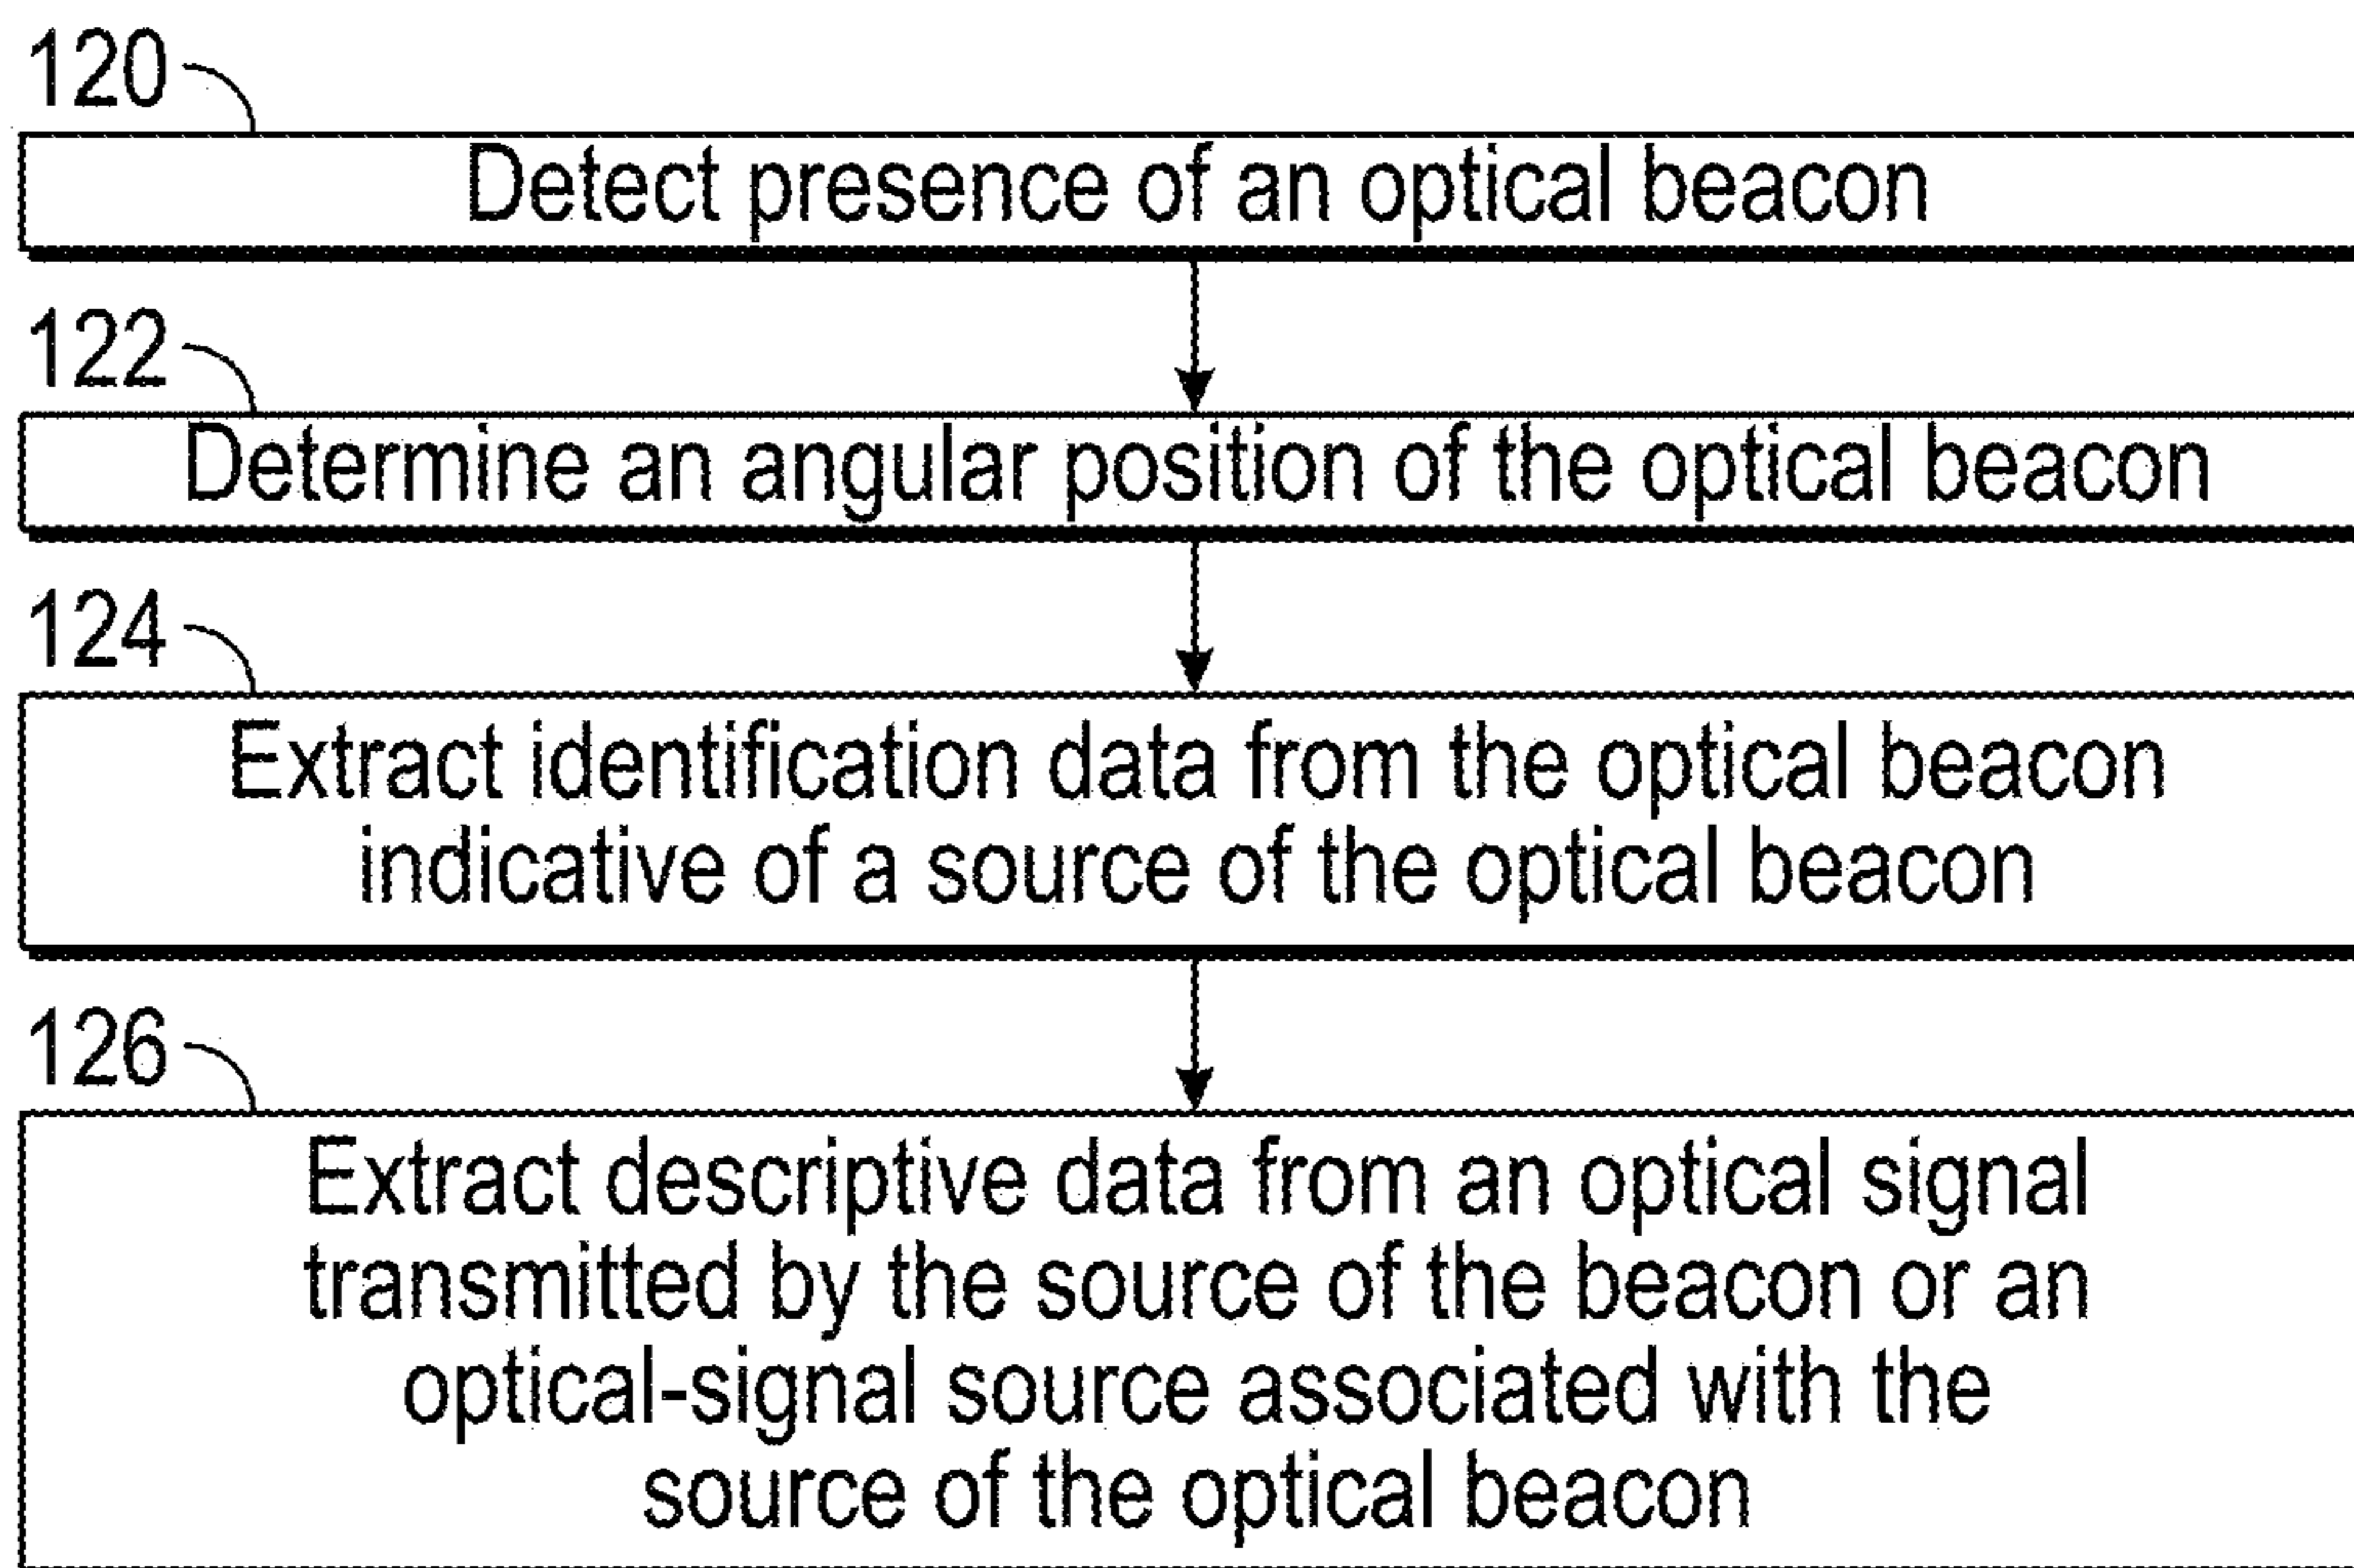 120
Detect presence of an optical beacon
122
Determine an angular position of the optical beacon
124
Extract identification data from the optical beacon
indicative of a source of the optical beacon
126
Extract descriptive data from an optical signal
transmitted by the source of the beacon or an
optical-signal source associated with the
source of the optical beacon